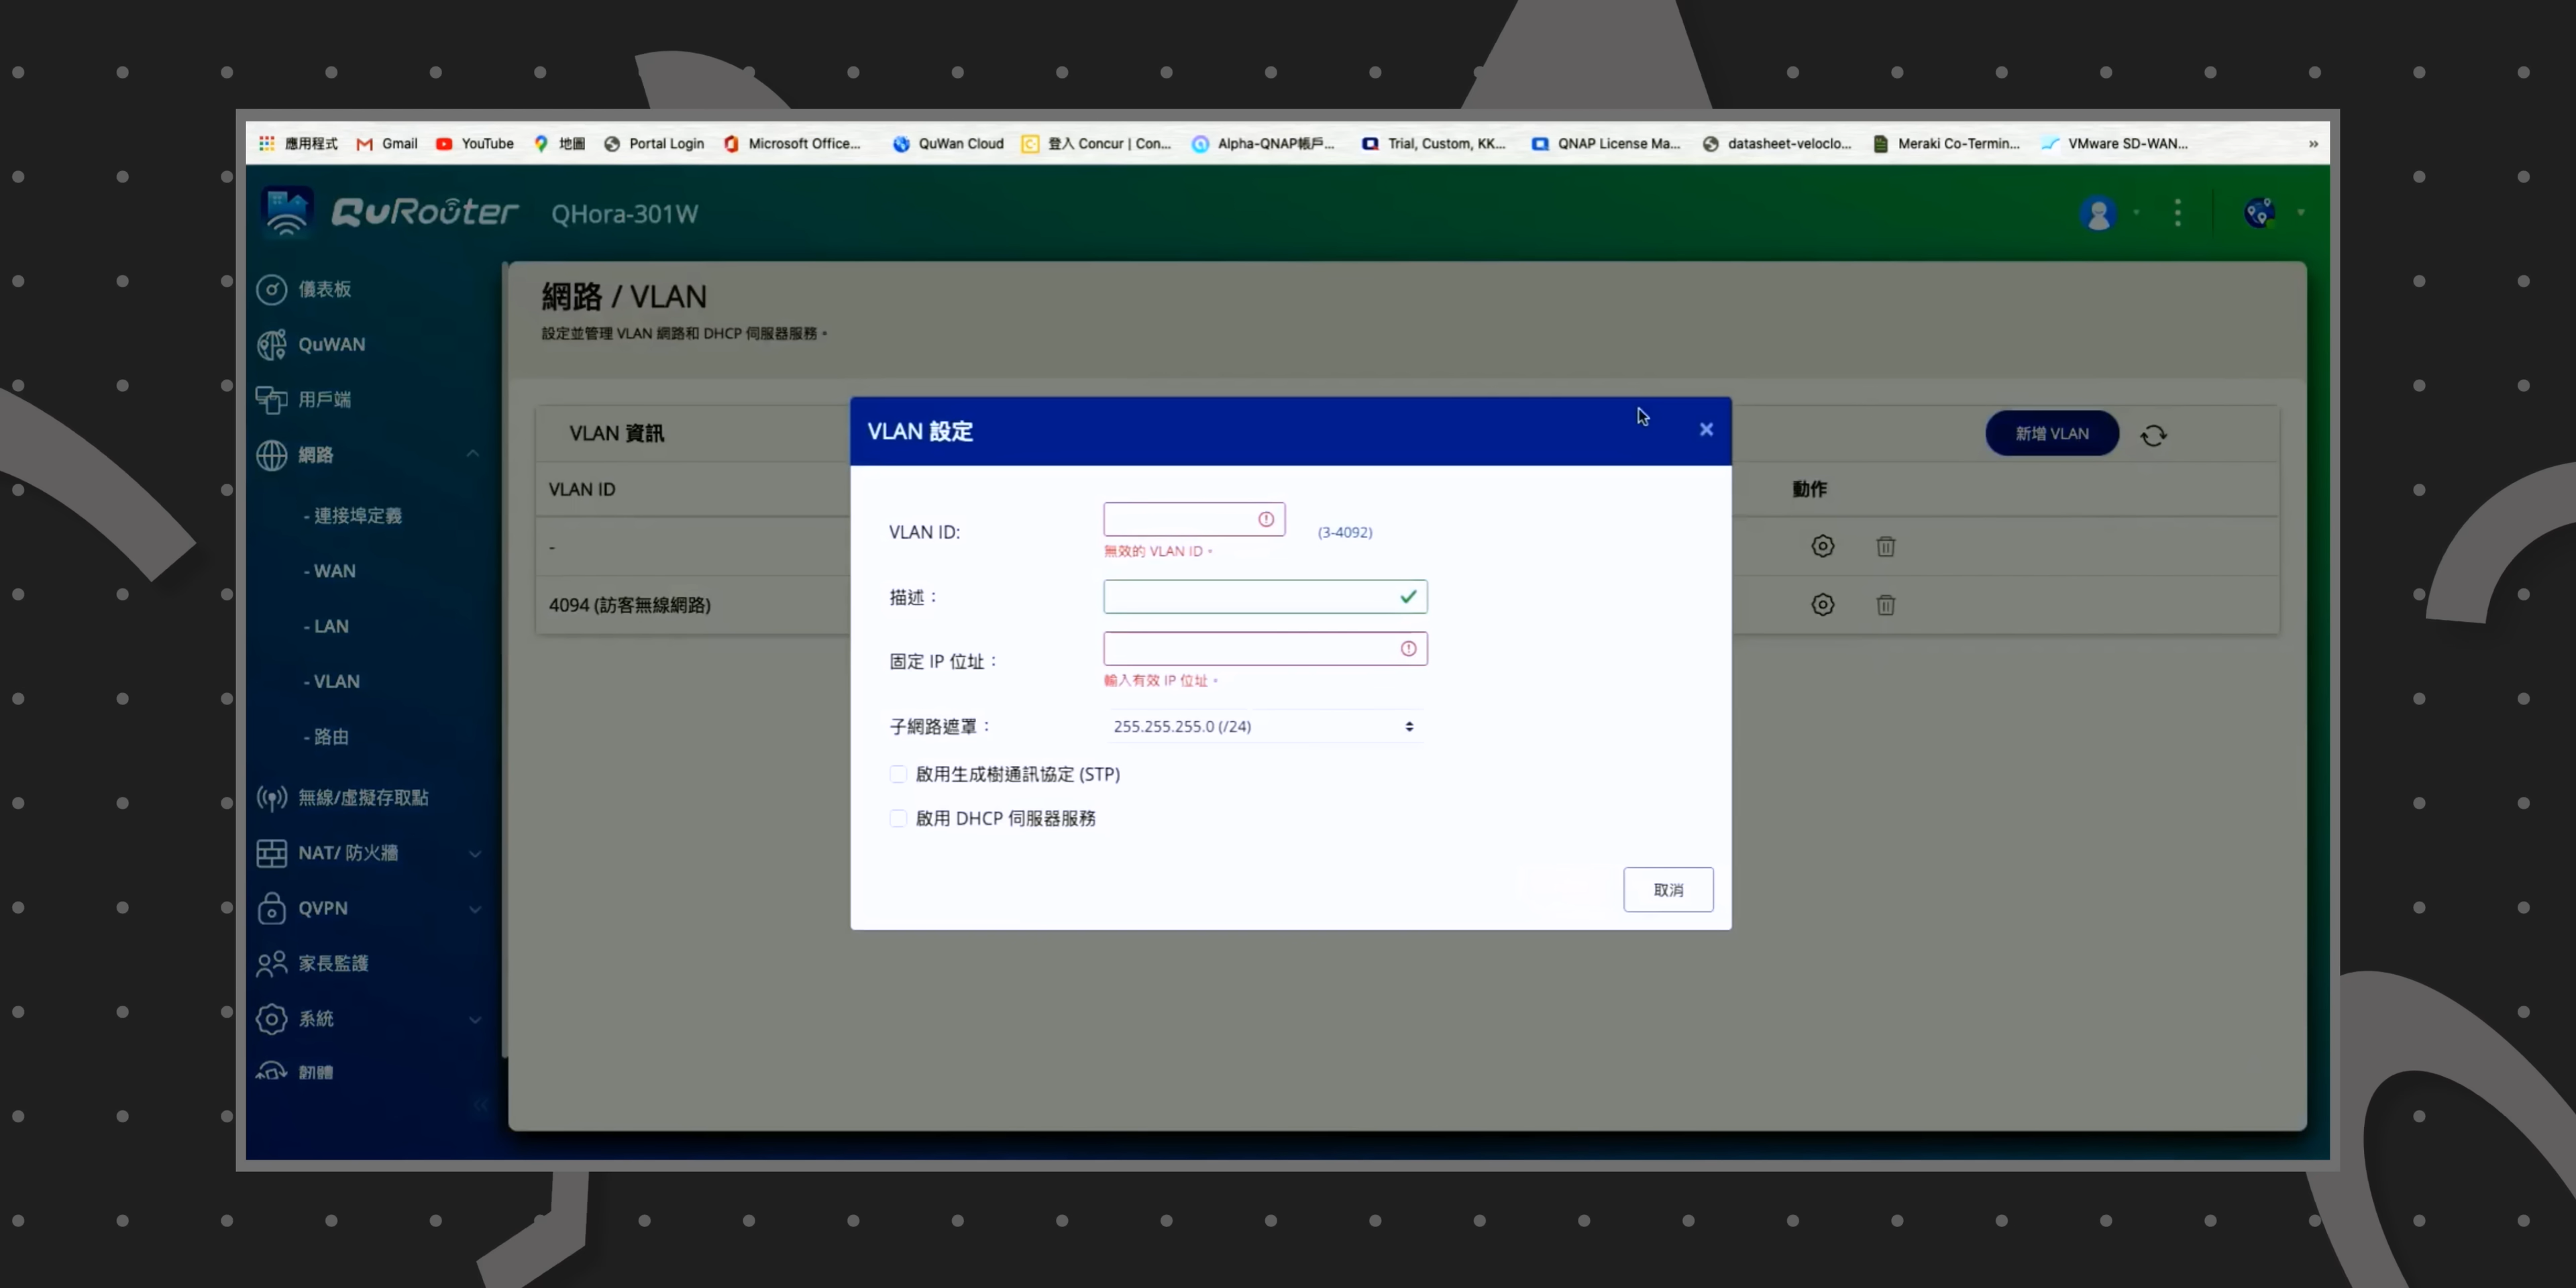 應用程式 Gmail YouTube 地圖 Portal Login Microsoft Office... QuWan Cloud 登入 Concur | Con... Alpha-QNAP帳戶... Trial, Custom, KK... QNAP License Ma... datasheet-veloclo... Meraki Co-Termin... VMware SD-WAN... »
QuRouter QHora-301W
儀表板
QuWAN
用戶端
網路
- 連接埠定義
- WAN
- LAN
- VLAN
- 路由
無線/虛擬存取點
NAT/ 防火牆
QVPN
家長監護
系統
韌體
網路 / VLAN
設定並管理 VLAN 網路和 DHCP 伺服器服務。
VLAN 資訊 新增 VLAN
VLAN ID 動作
-
4094 (訪客無線網路)
VLAN 設定
VLAN ID: (3-4092)
無效的 VLAN ID。
描述：
固定 IP 位址：
輸入有效 IP 位址。
子網路遮罩： 255.255.255.0 (/24)
啟用生成樹通訊協定 (STP)
啟用 DHCP 伺服器服務
取消